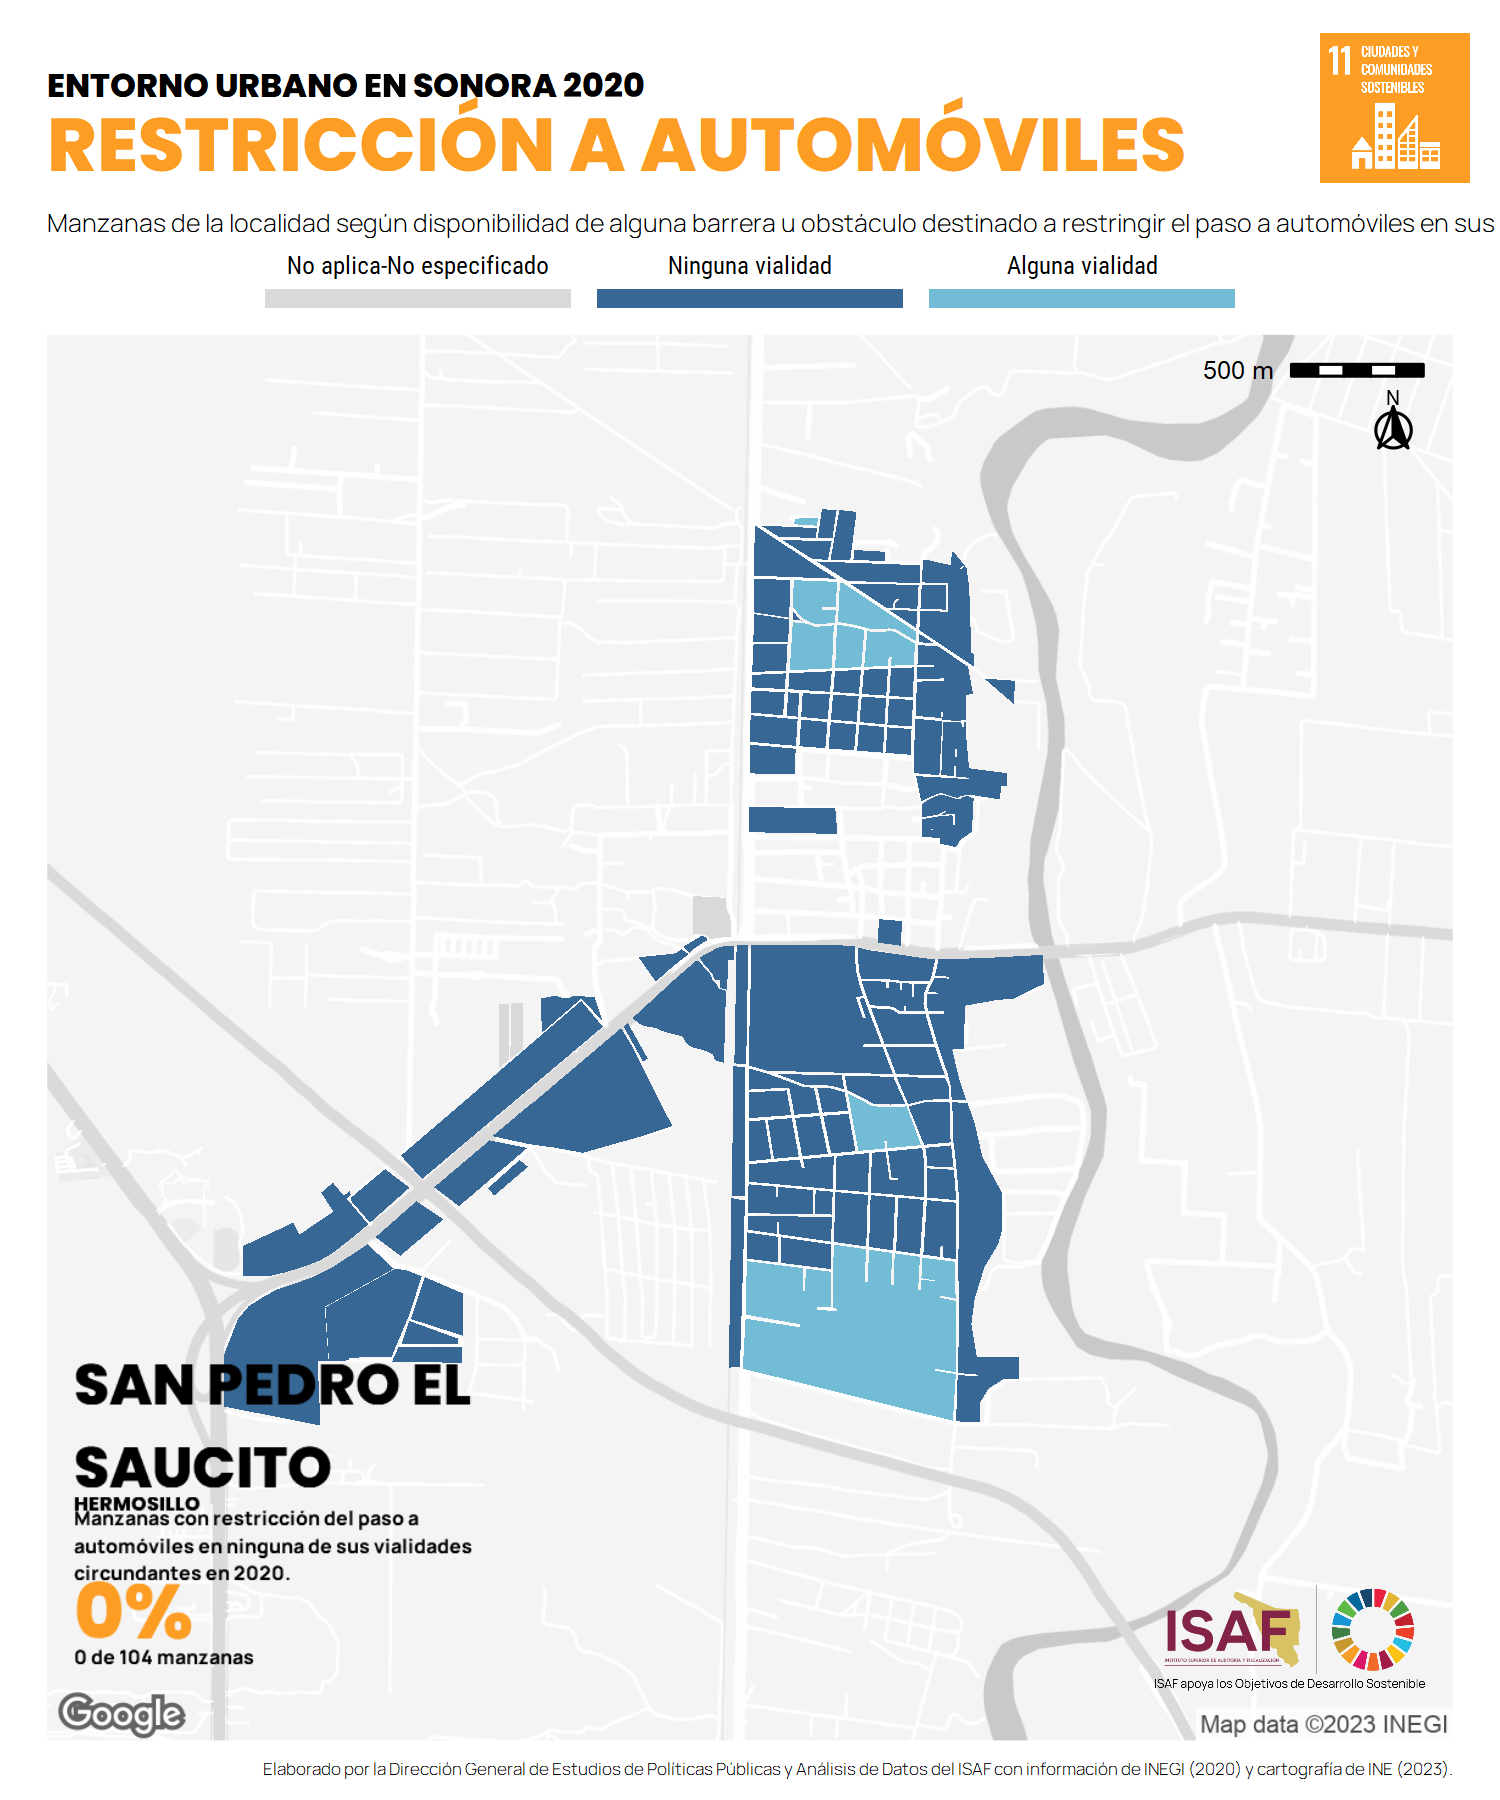 ENTORNO URBANO EN SONORA 2020
RESTRICCIÓN A AUTOMÓVILES
11 CIUDADES Y
COMUNIDADES
SOSTENIBLES
Manzanas de la localidad según disponibilidad de alguna barrera u obstáculo destinado a restringir el paso a automóviles en sus
No aplica-No especificado
Ninguna vialidad
Alguna vialidad
500 m
N
SAN PEDRO EL
SAUCITO
HERMOSILLO
Manzanas con restricción del paso a
automóviles en ninguna de sus vialidades
circundantes en 2020.
0%
0 de 104 manzanas
ISAF
INSTITUTO SUPERIOR DE AUDITORÍA Y FISCALIZACIÓN
ISAF apoya los Objetivos de Desarrollo Sostenible
Google
Map data ©2023 INEGI
Elaborado por la Dirección General de Estudios de Políticas Públicas y Análisis de Datos del ISAF con información de INEGI (2020) y cartografía de INE (2023).